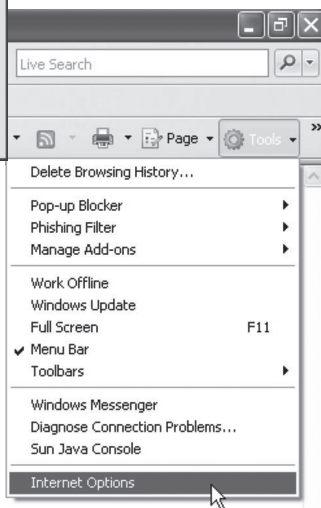 Live Search
Page Tools »
Delete Browsing History...
Pop-up Blocker
Phishing Filter
Manage Add-ons
Work Offline
Windows Update
Full Screen F11
Menu Bar
Toolbars
Windows Messenger
Diagnose Connection Problems...
Sun Java Console
Internet Options